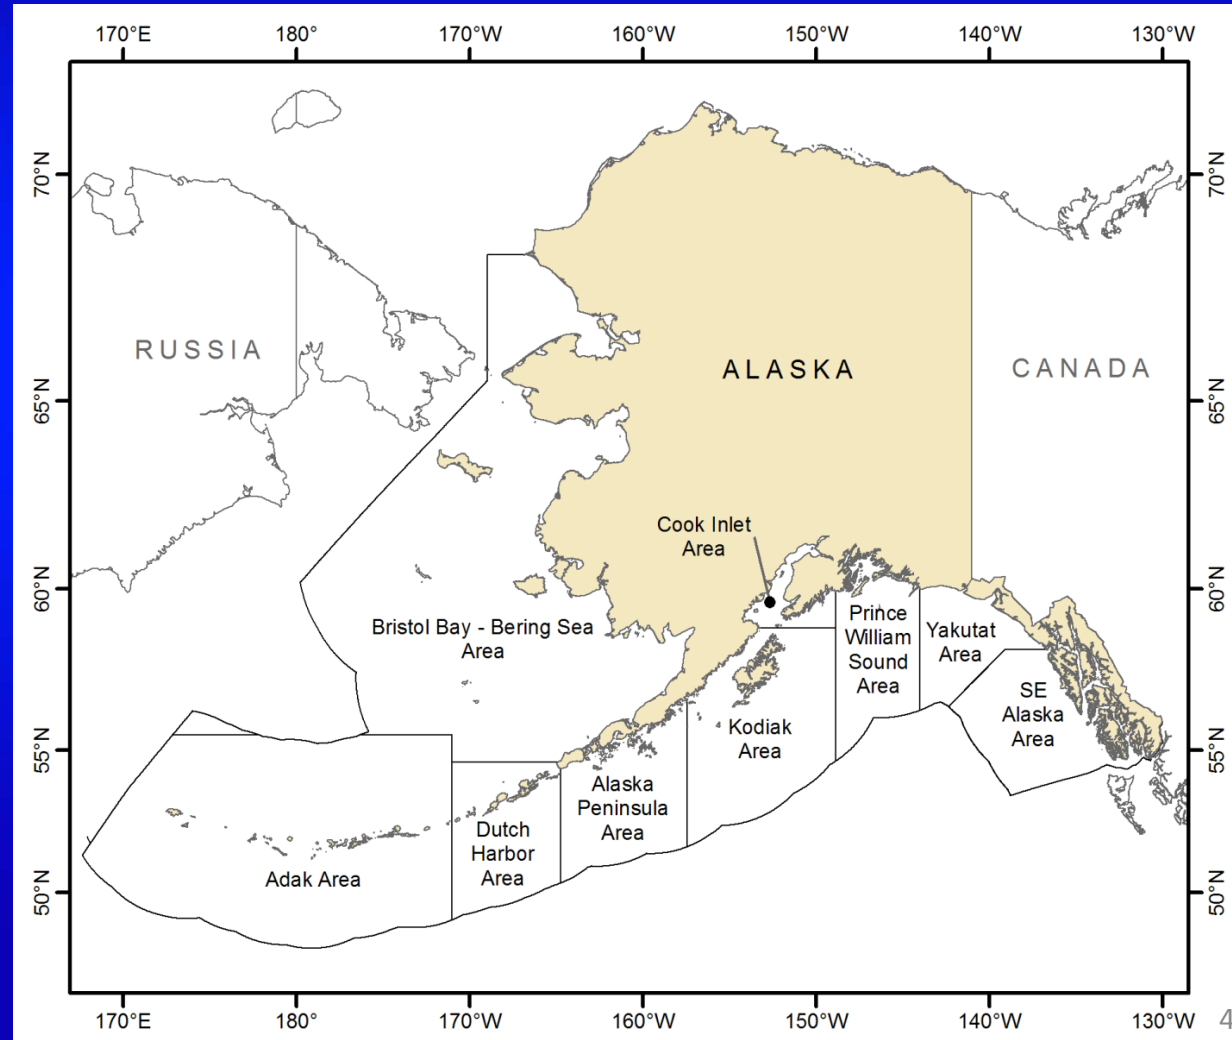 170°E 180° 170°W 160°W 150°W 140°W 130°W
70°N 70°N
RUSSIA
ALASKA
CANADA
65°N 65°N
Cook Inlet
Area
60°N 60°N
Bristol Bay - Bering Sea
Area
Prince
William
Sound
Area
Yakutat
Area
SE
Alaska
Area
Kodiak
Area
55°N 55°N
Alaska
Peninsula
Area
Dutch
Harbor
Area
Adak Area
50°N 50°N
170°E 180° 170°W 160°W 150°W 140°W 130°W
4